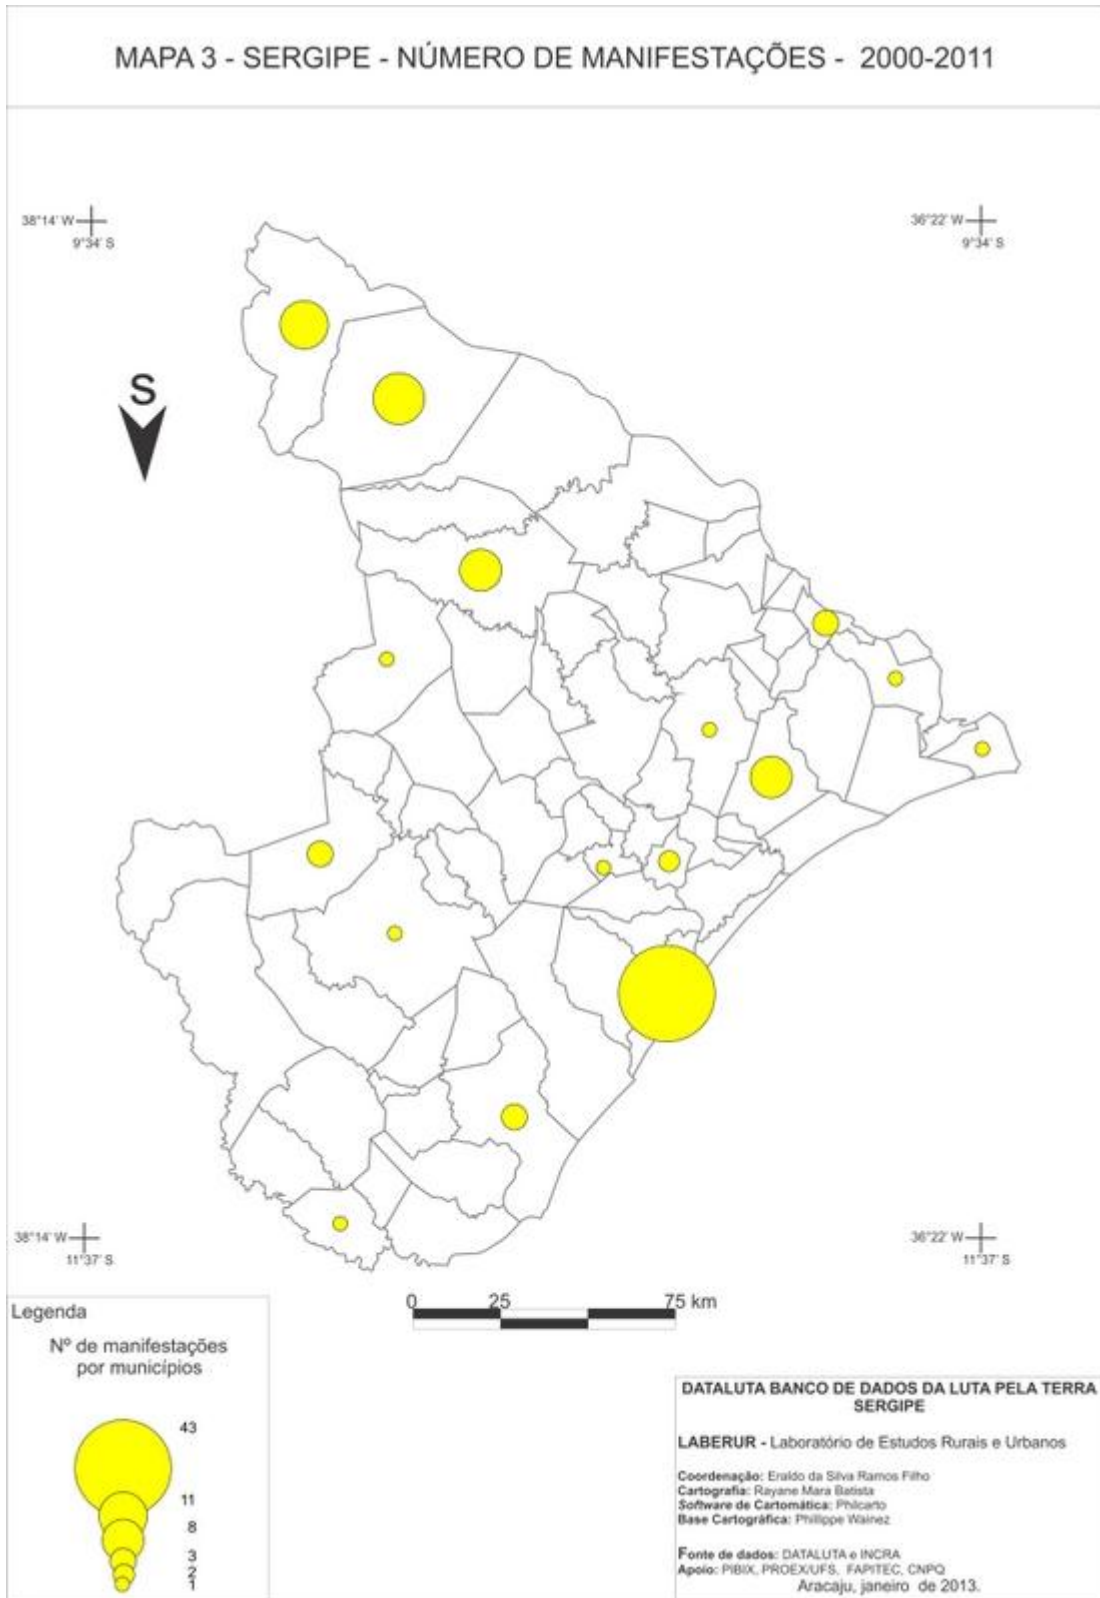 MAPA 3 - SERGIPE - NÚMERO DE MANIFESTAÇÕES - 2000-2011
38°14' W
9°34' S
36°22' W
9°34' S
S
38°14' W
11°37' S
36°22' W
11°37' S
0 25 75 km
Legenda
Nº de manifestações
por municípios
43
11
8
3
2
1
DATALUTA BANCO DE DADOS DA LUTA PELA TERRA
SERGIPE
LABERUR - Laboratório de Estudos Rurais e Urbanos
Coordenação: Eraldo da Silva Ramos Filho
Cartografia: Rayane Mara Batista
Software de Cartomática: Philcarto
Base Cartográfica: Phillippe Wainez
Fonte de dados: DATALUTA e INCRA
Apoio: PIBIX, PROEX/UFS, FAPITEC, CNPQ
Aracaju, janeiro de 2013.